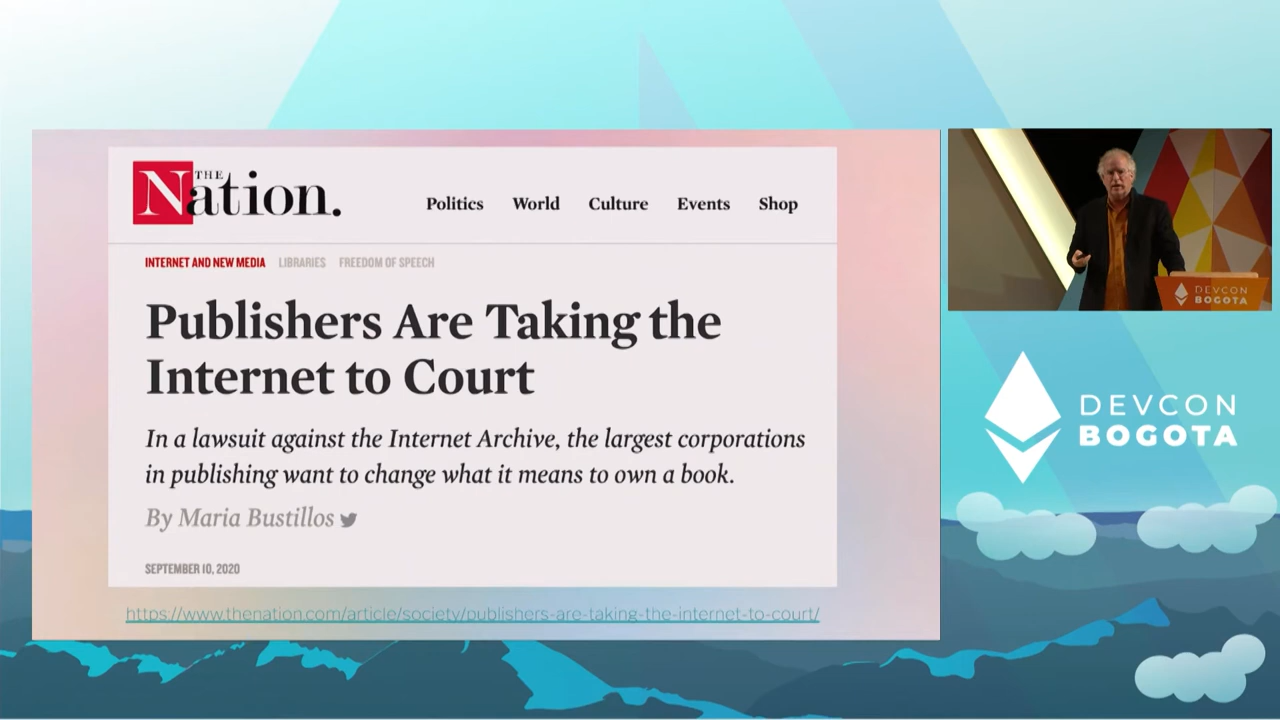 THE
Nation.
Politics World Culture Events Shop
INTERNET AND NEW MEDIA LIBRARIES FREEDOM OF SPEECH
Publishers Are Taking the
Internet to Court
In a lawsuit against the Internet Archive, the largest corporations
in publishing want to change what it means to own a book.
By Maria Bustillos
SEPTEMBER 10, 2020
https://www.thenation.com/article/society/publishers-are-taking-the-internet-to-court/
DEVCON
BOGOTA
DEVCON
BOGOTA